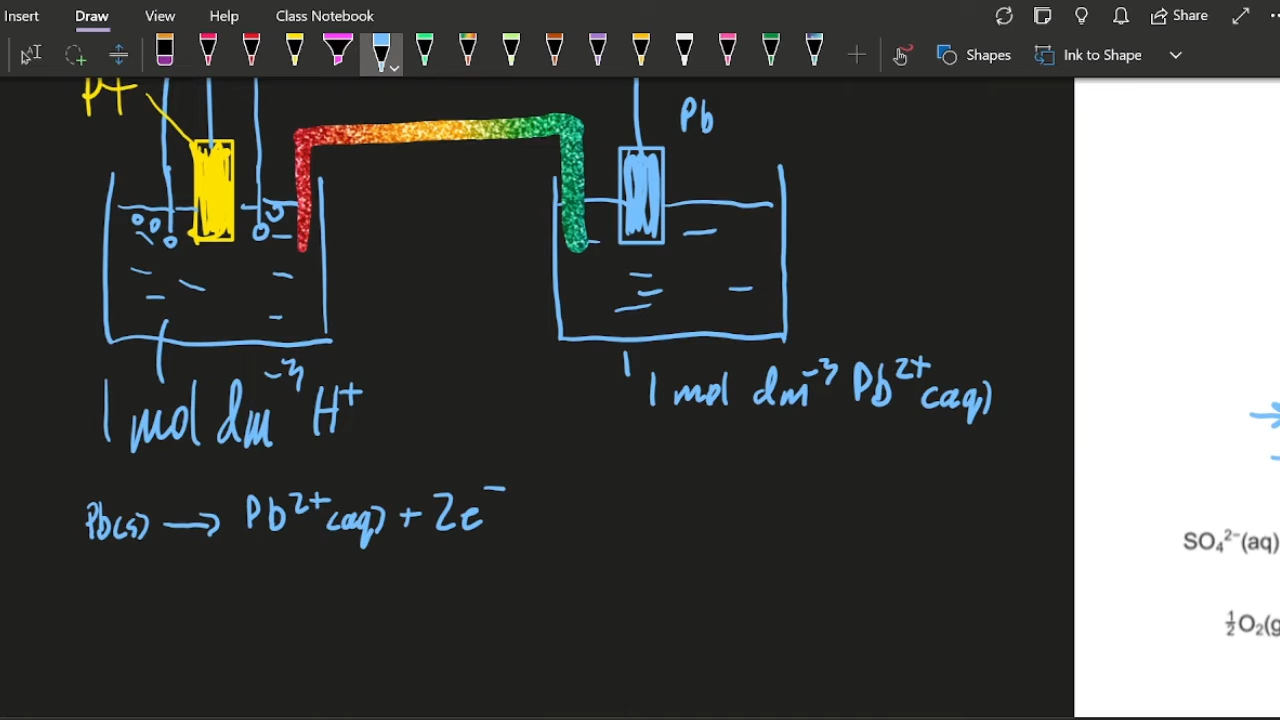 Insert Draw View Help Class Notebook Share
Shapes Ink to Shape
Pt
Pb
1 mol dm⁻³ H⁺
1 mol dm⁻³ Pb²⁺(aq)
Pb(s) → Pb²⁺(aq) + 2e⁻
SO₄²⁻(aq)
½O₂(g